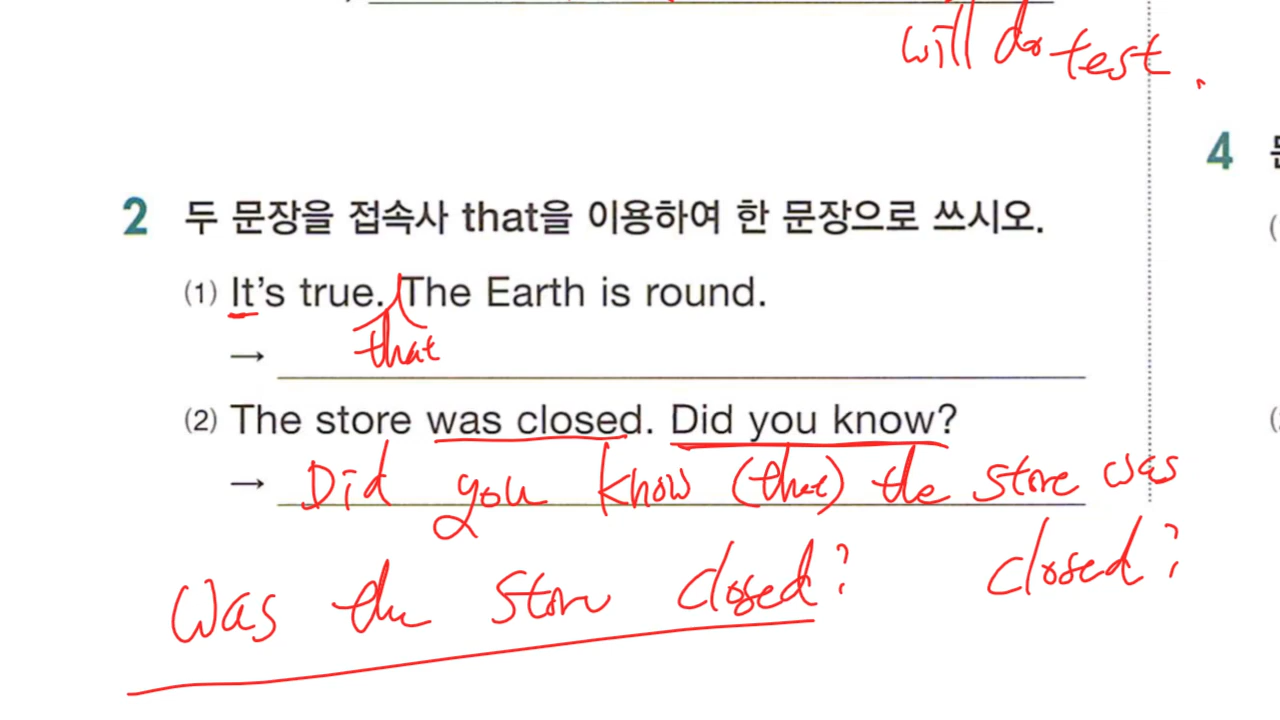 will do test.
2 두 문장을 접속사 that을 이용하여 한 문장으로 쓰시오.
(1) It's true. The Earth is round.
→ that
(2) The store was closed. Did you know?
→ Did you know (that) the store was
closed?
Was the store closed?
4